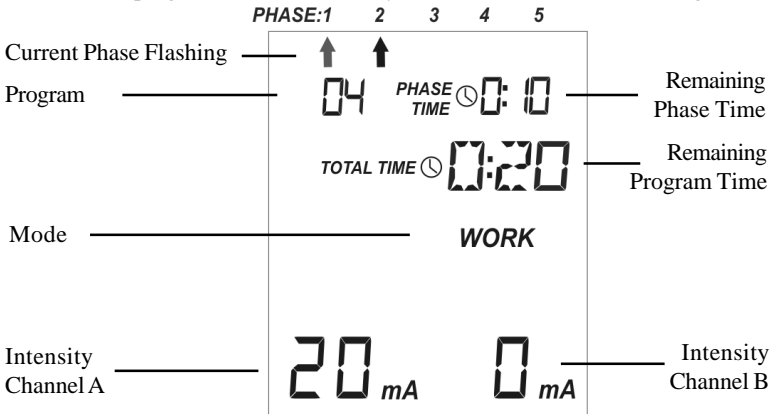 PHASE:1 2 3 4 5
Current Phase Flashing
Program
04
PHASE TIME 0:10
Remaining
Phase Time
TOTAL TIME 0:20
Remaining
Program Time
Mode
WORK
Intensity
Channel A
20 mA
0 mA
Intensity
Channel B